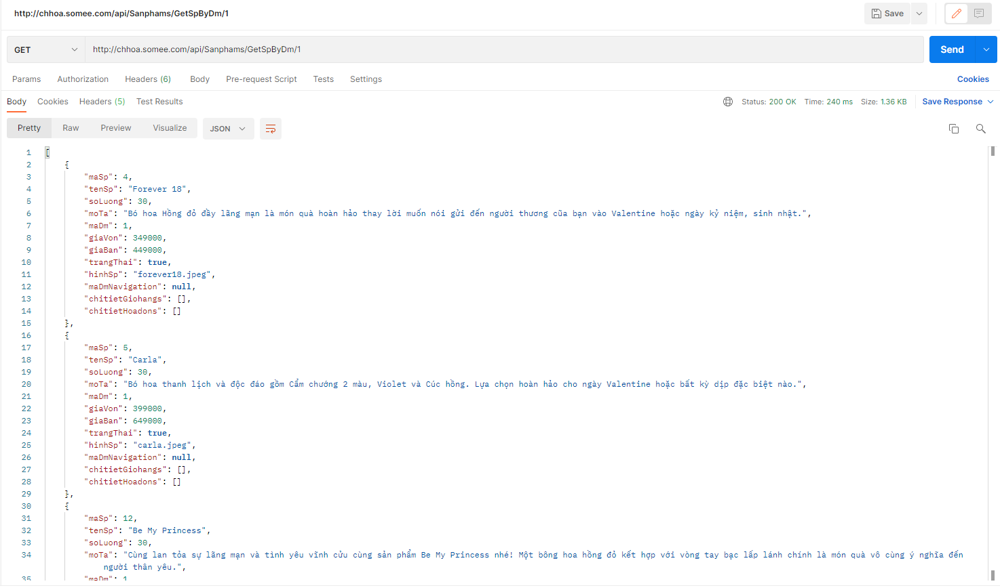 http://chhoa.somee.com/api/Sanphams/GetSpByDm/1
Save
GET
http://chhoa.somee.com/api/Sanphams/GetSpByDm/1
Send
Params Authorization Headers (6) Body Pre-request Script Tests Settings Cookies
Body Cookies Headers (5) Test Results Status: 200 OK Time: 240 ms Size: 1.36 KB Save Response
Pretty Raw Preview Visualize JSON
1 [
2 {
3 "maSp": 4,
4 "tenSp": "Forever 18",
5 "soLuong": 30,
6 "moTa": "Bó hoa Hồng đỏ đầy lãng mạn là món quà hoàn hảo thay lời muốn nói gửi đến người thương của bạn vào Valentine hoặc ngày kỷ niệm, sinh nhật.",
7 "maDm": 1,
8 "giaVon": 349000,
9 "giaBan": 449000,
10 "trangThai": true,
11 "hinhSp": "forever18.jpeg",
12 "maDmNavigation": null,
13 "chitietGiohangs": [],
14 "chitietHoadons": []
15 },
16 {
17 "maSp": 5,
18 "tenSp": "Carla",
19 "soLuong": 30,
20 "moTa": "Bó hoa thanh lịch và độc đáo gồm Cẩm chướng 2 màu, Violet và Cúc hồng. Lựa chọn hoàn hảo cho ngày Valentine hoặc bất kỳ dịp đặc biệt nào.",
21 "maDm": 1,
22 "giaVon": 399000,
23 "giaBan": 649000,
24 "trangThai": true,
25 "hinhSp": "carla.jpeg",
26 "maDmNavigation": null,
27 "chitietGiohangs": [],
28 "chitietHoadons": []
29 },
30 {
31 "maSp": 12,
32 "tenSp": "Be My Princess",
33 "soLuong": 30,
34 "moTa": "Cùng lan tỏa sự lãng mạn và tình yêu vĩnh cửu cùng sản phẩm Be My Princess nhé! Một bông hoa hồng đỏ kết hợp với vòng tay bạc lấp lánh chính là món quà vô cùng ý nghĩa đến
người thân yêu.",
35 "maDm": 1